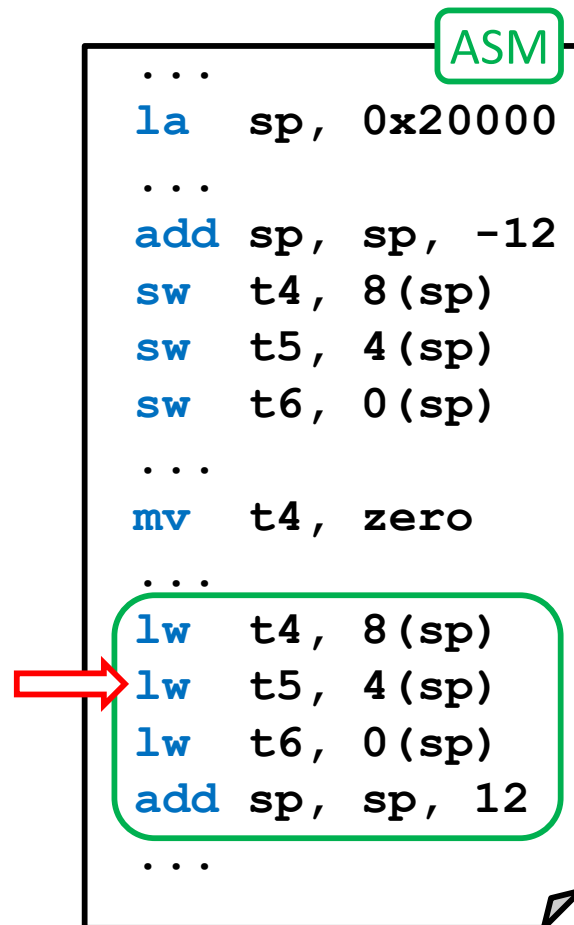 ASM
...
la sp, 0x20000
...
add sp, sp, -12
sw t4, 8(sp)
sw t5, 4(sp)
sw t6, 0(sp)
...
mv t4, zero
...
lw t4, 8(sp)
lw t5, 4(sp)
lw t6, 0(sp)
add sp, sp, 12
...